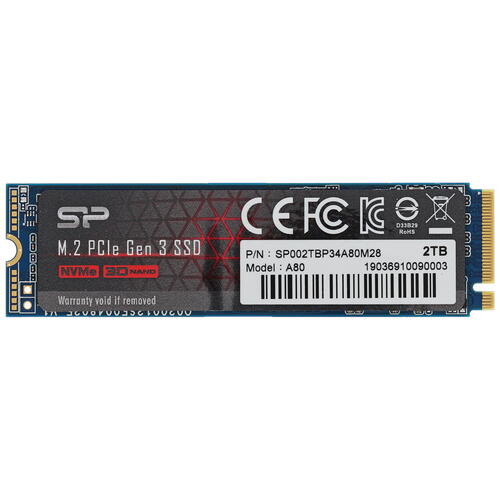 SP
M.2 PCIe Gen 3 SSD
NVMe 3D NAND
Warranty void if removed
CE FC
D33B29
RoHS
P/N : SP002TBP34A80M28 2TB
Model : A80 19036910090003